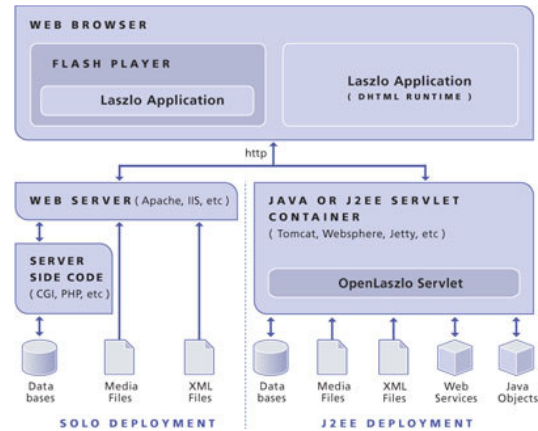 WEB BROWSER
FLASH PLAYER
Laszlo Application
Laszlo Application
( DHTML RUNTIME )
http
WEB SERVER ( Apache, IIS, etc )
SERVER
SIDE CODE
( CGI, PHP, etc )
JAVA OR J2EE SERVLET
CONTAINER
( Tomcat, Websphere, Jetty, etc )
OpenLaszlo Servlet
Data
bases
Media
Files
XML
Files
Data
bases
Media
Files
XML
Files
Web
Services
Java
Objects
SOLO DEPLOYMENT
J2EE DEPLOYMENT